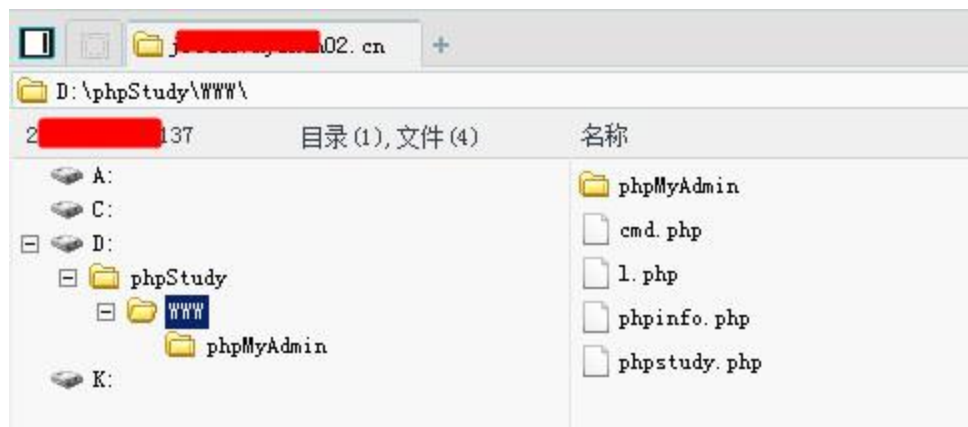 02. cn
+
D:\phpStudy\WWW\
2
137
目录(1),文件(4)
名称
A:
C:
D:
phpStudy
WWW
phpMyAdmin
K:
phpMyAdmin
cmd.php
l.php
phpinfo.php
phpstudy.php